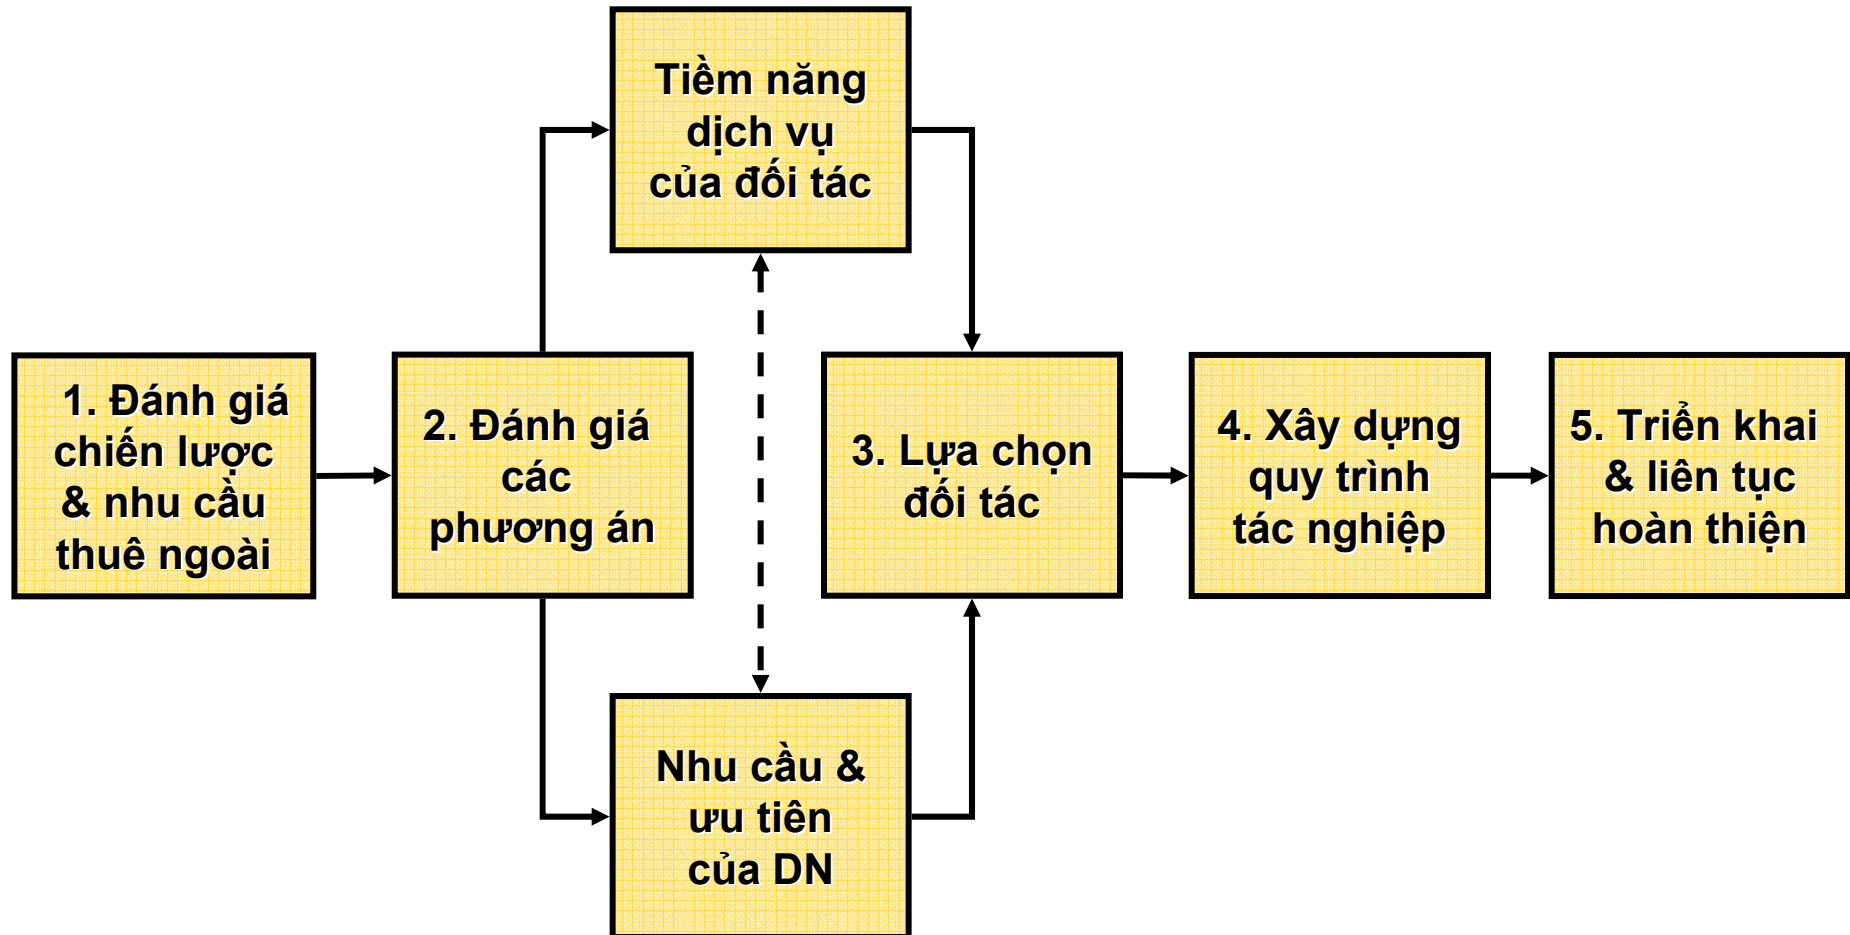 Tiềm năng
dịch vụ
của đối tác
1. Đánh giá
chiến lược
& nhu cầu
thuê ngoài
2. Đánh giá
các
phương án
3. Lựa chọn
đối tác
4. Xây dựng
quy trình
tác nghiệp
5. Triển khai
& liên tục
hoàn thiện
Nhu cầu &
ưu tiên
của DN